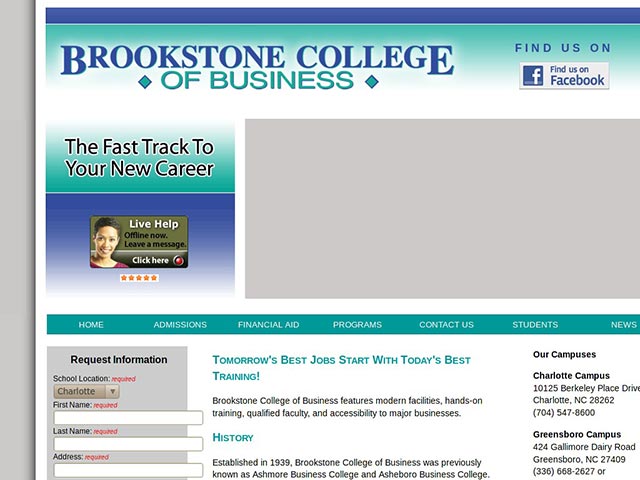 BROOKSTONE COLLEGE
OF BUSINESS
FIND US ON
Find us on
Facebook
The Fast Track To
Your New Career
Live Help
Offline now.
Leave a message.
Click here
HOME ADMISSIONS FINANCIAL AID PROGRAMS CONTACT US STUDENTS NEWS
Request Information
School Location: required
Charlotte
First Name: required
Last Name: required
Address: required
TOMORROW'S BEST JOBS START WITH TODAY'S BEST
TRAINING!
Brookstone College of Business features modern facilities, hands-on
training, qualified faculty, and accessibility to major businesses.
HISTORY
Established in 1939, Brookstone College of Business was previously
known as Ashmore Business College and Asheboro Business College.
Our Campuses
Charlotte Campus
10125 Berkeley Place Drive
Charlotte, NC 28262
(704) 547-8600
Greensboro Campus
424 Gallimore Dairy Road
Greensboro, NC 27409
(336) 668-2627 or